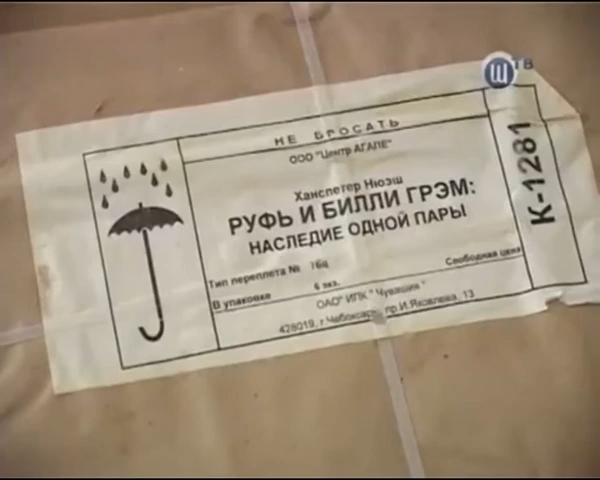 Щ ТВ
НЕ БРОСАТЬ
ООО "Центр АГАПЕ"
Ханспетер Нюэш
РУФЬ И БИЛЛИ ГРЭМ:
НАСЛЕДИЕ ОДНОЙ ПАРЫ
Тип переплета № 7бц
Свободная цена
В упаковке 6 экз.
ОАО" ИПК " Чувашия "
428019, г Чебоксары, пр И.Яковлева, 13
К-1281